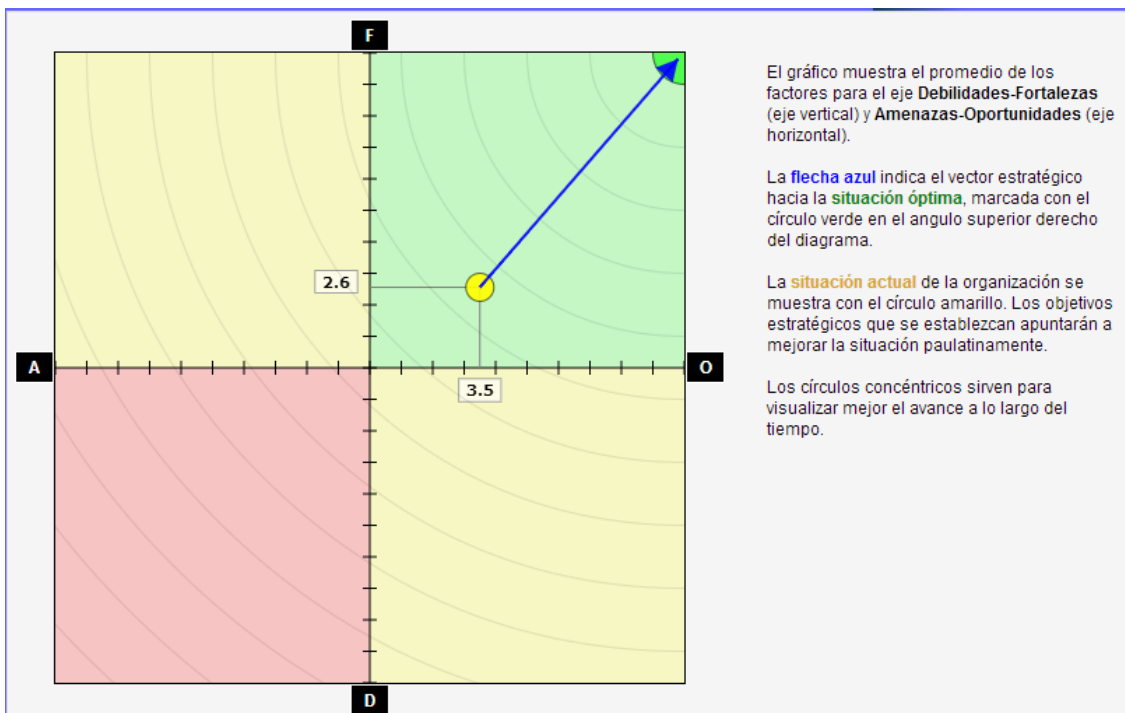 F
2.6
A
O
3.5
D
El gráfico muestra el promedio de los
factores para el eje Debilidades-Fortalezas
(eje vertical) y Amenazas-Oportunidades (eje
horizontal).
La flecha azul indica el vector estratégico
hacia la situación óptima, marcada con el
círculo verde en el angulo superior derecho
del diagrama.
La situación actual de la organización se
muestra con el círculo amarillo. Los objetivos
estratégicos que se establezcan apuntarán a
mejorar la situación paulatinamente.
Los círculos concéntricos sirven para
visualizar mejor el avance a lo largo del
tiempo.